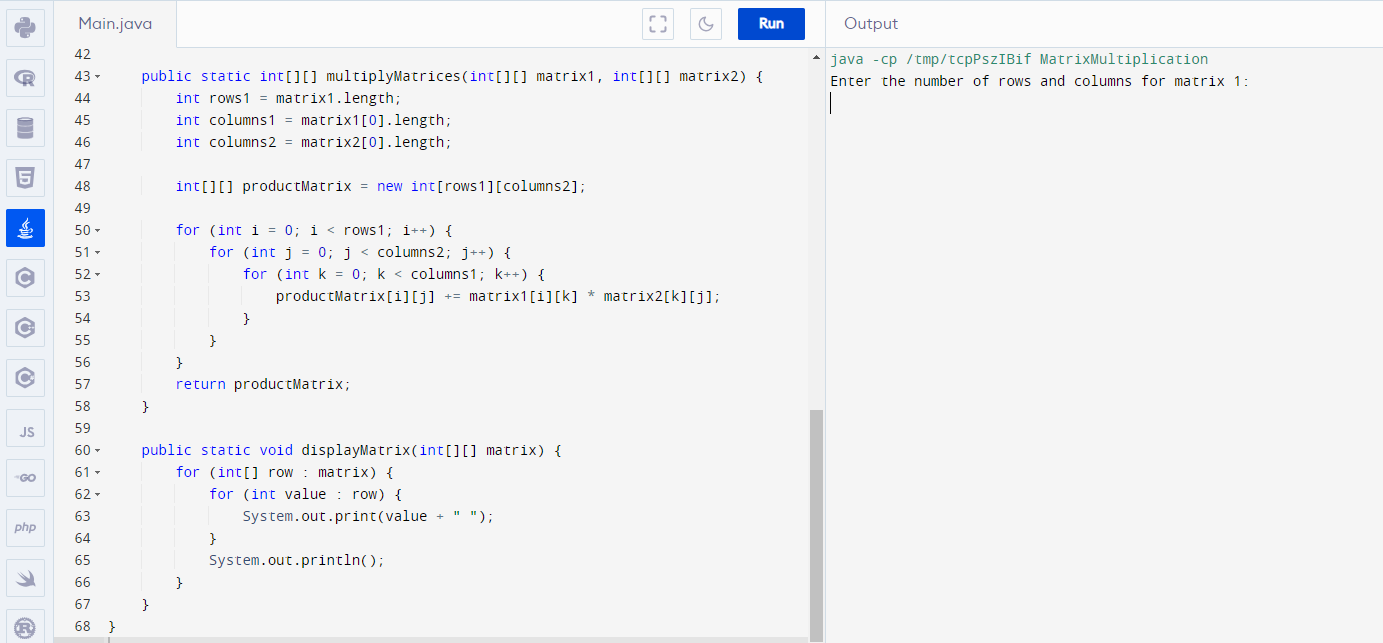 Main.java
Run
Output
42
43 public static int[][] multiplyMatrices(int[][] matrix1, int[][] matrix2) {
44 int rows1 = matrix1.length;
45 int columns1 = matrix1[0].length;
46 int columns2 = matrix2[0].length;
47
48 int[][] productMatrix = new int[rows1][columns2];
49
50 for (int i = 0; i < rows1; i++) {
51 for (int j = 0; j < columns2; j++) {
52 for (int k = 0; k < columns1; k++) {
53 productMatrix[i][j] += matrix1[i][k] * matrix2[k][j];
54 }
55 }
56 }
57 return productMatrix;
58 }
59
60 public static void displayMatrix(int[][] matrix) {
61 for (int[] row : matrix) {
62 for (int value : row) {
63 System.out.print(value + " ");
64 }
65 System.out.println();
66 }
67 }
68 }
java -cp /tmp/tcpPszIBif MatrixMultiplication
Enter the number of rows and columns for matrix 1:
R
5
C
C
C
JS
GO
php
R